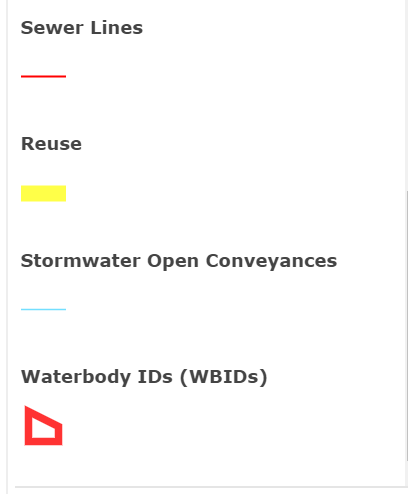 Sewer Lines
Reuse
Stormwater Open Conveyances
Waterbody IDs (WBIDs)